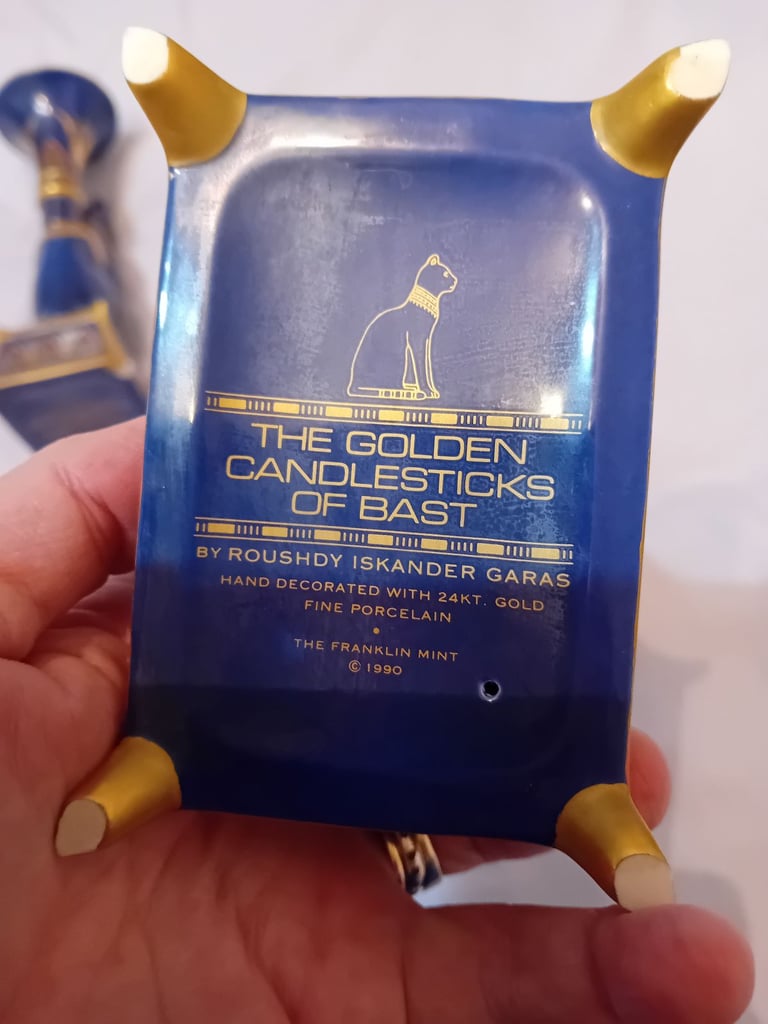 THE GOLDEN
CANDLESTICKS
OF BAST
BY ROUSHDY ISKANDER GARAS
HAND DECORATED WITH 24KT. GOLD
FINE PORCELAIN
•
THE FRANKLIN MINT
© 1990